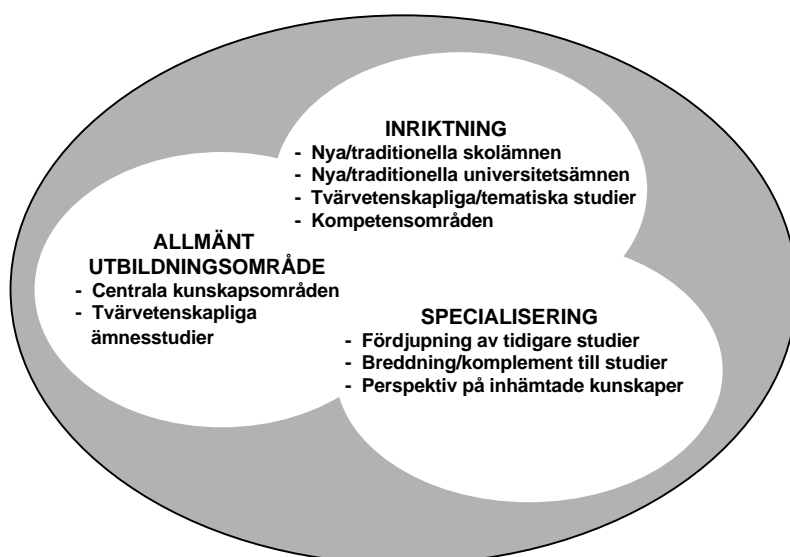 INRIKTNING
- Nya/traditionella skolämnen
- Nya/traditionella universitetsämnen
- Tvärvetenskapliga/tematiska studier
- Kompetensområden
ALLMÄNT
UTBILDNINGSOMRÅDE
- Centrala kunskapsområden
- Tvärvetenskapliga
ämnesstudier
SPECIALISERING
- Fördjupning av tidigare studier
- Breddning/komplement till studier
- Perspektiv på inhämtade kunskaper